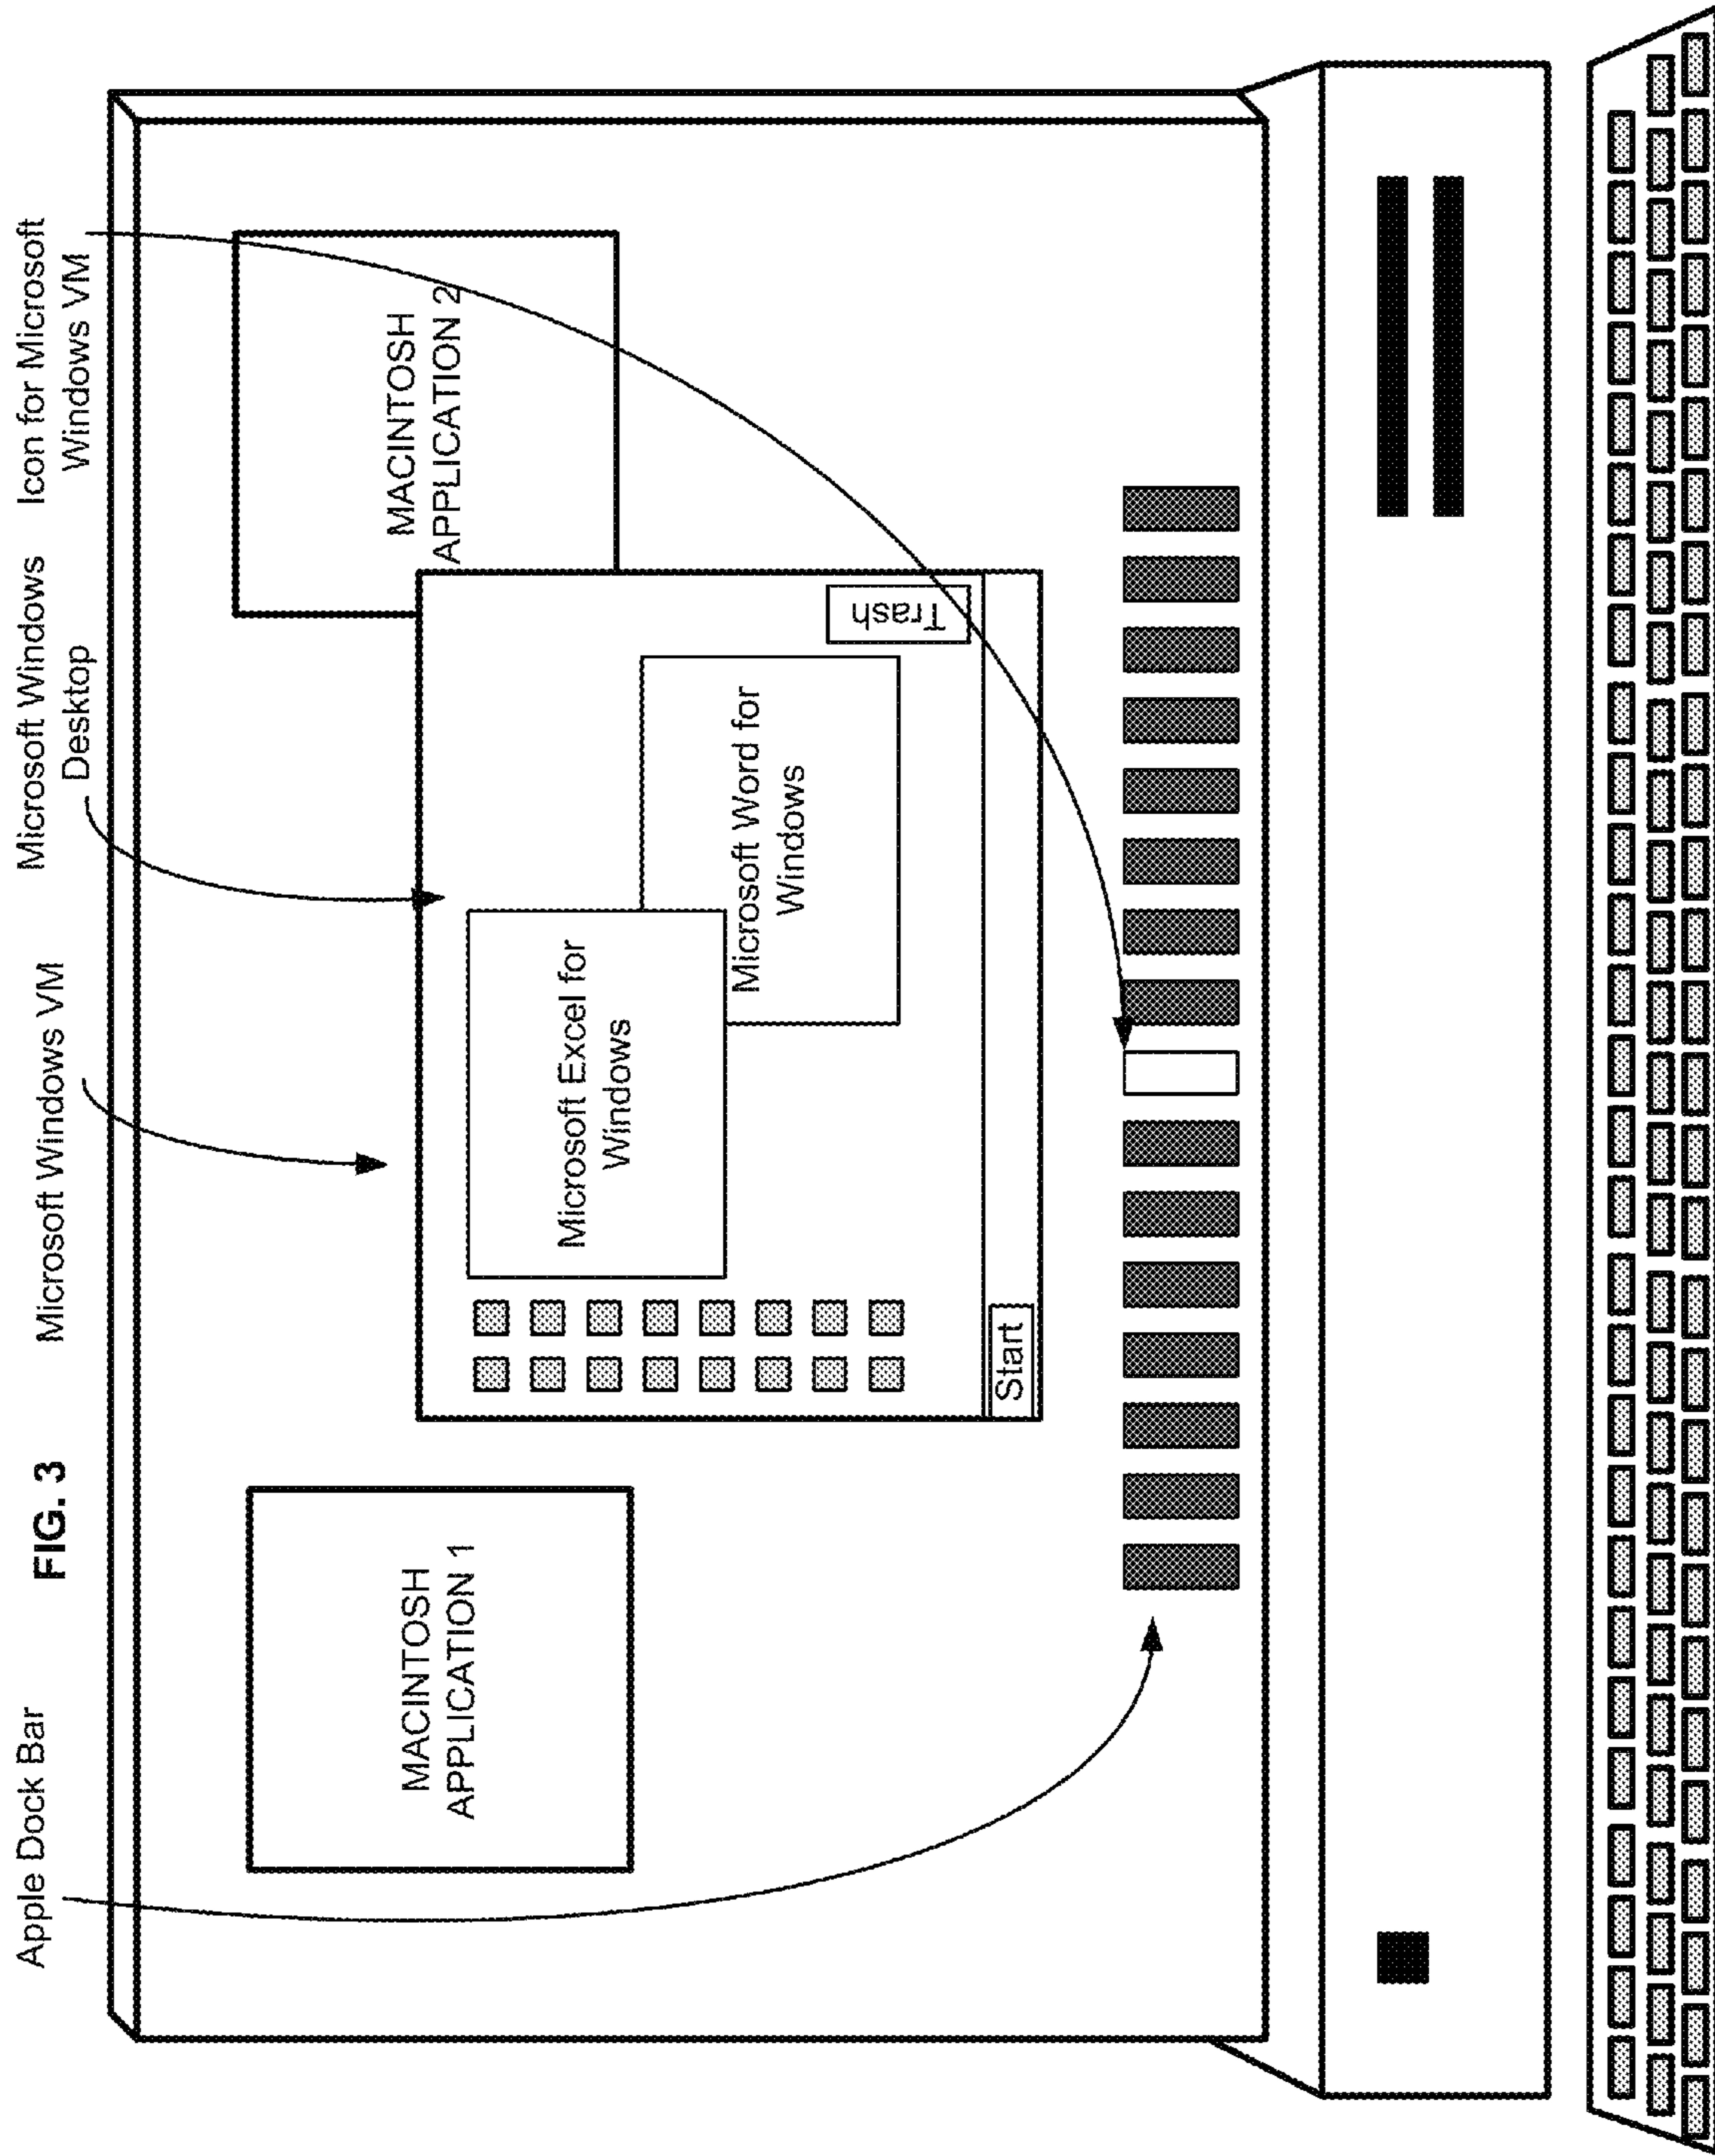 FIG. 3
Apple Dock Bar
Microsoft Windows VM
Microsoft Windows
Desktop
Icon for Microsoft
Windows VM
MACINTOSH
APPLICATION 1
MACINTOSH
APPLICATION 2
Microsoft Excel for
Windows
Microsoft Word for
Windows
Trash
Start